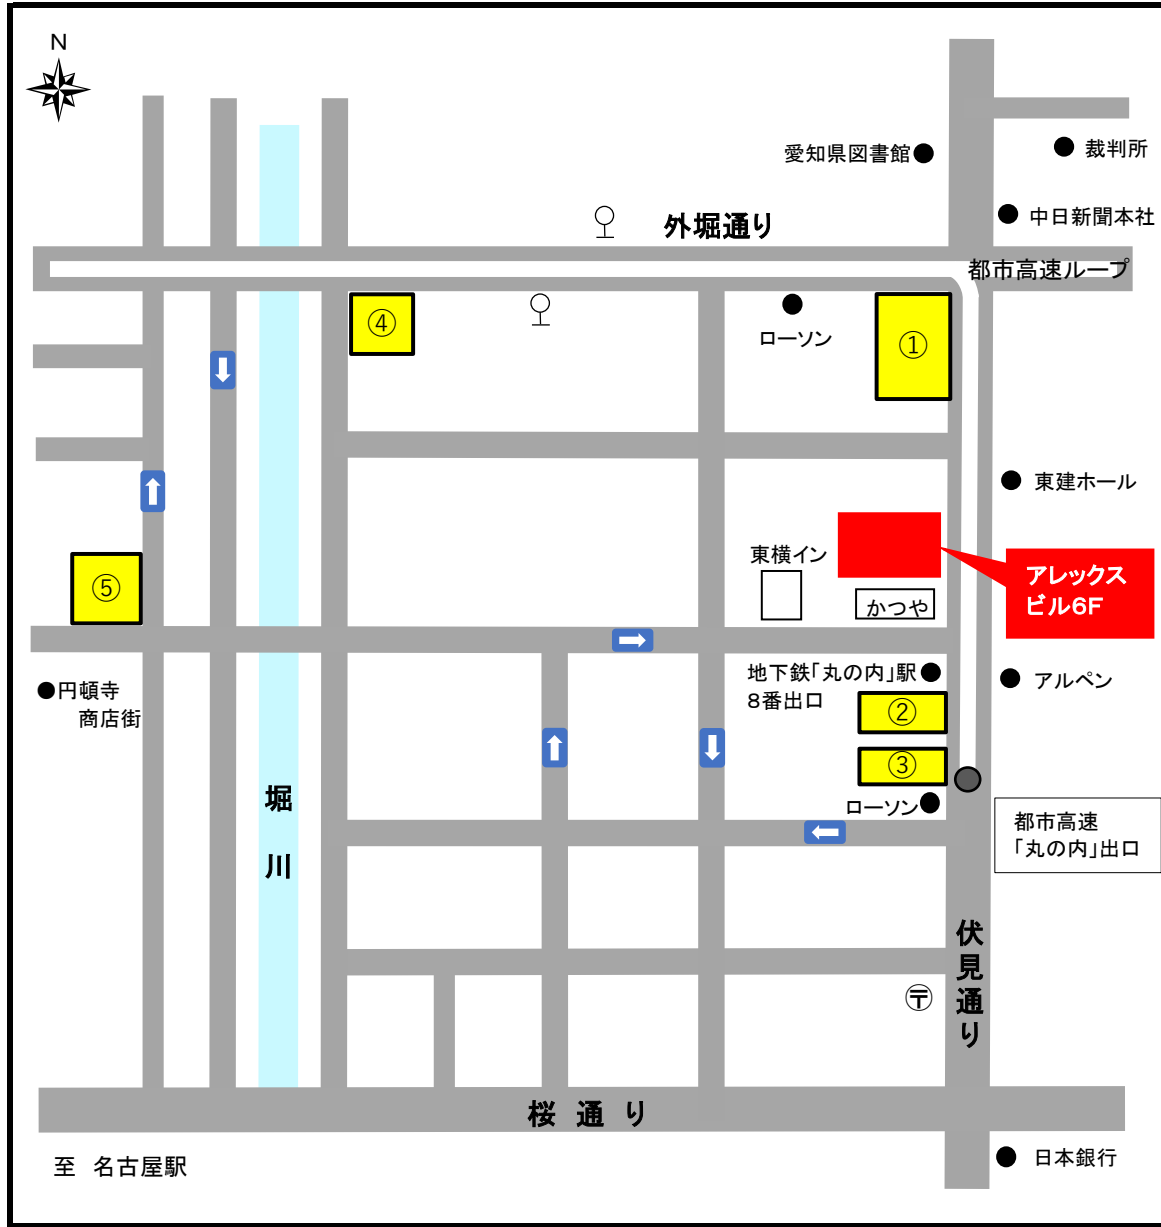 N
愛知県図書館
裁判所
中日新聞本社
外堀通り
都市高速ループ
④
ローソン
①
東建ホール
東横イン
アレックス
ビル6F
⑤
かつや
円頓寺
商店街
地下鉄「丸の内」駅
8番出口
アルペン
②
③
ローソン
堀
川
都市高速
「丸の内」出口
伏
見
通
り
〒
桜 通 り
至 名古屋駅
日本銀行